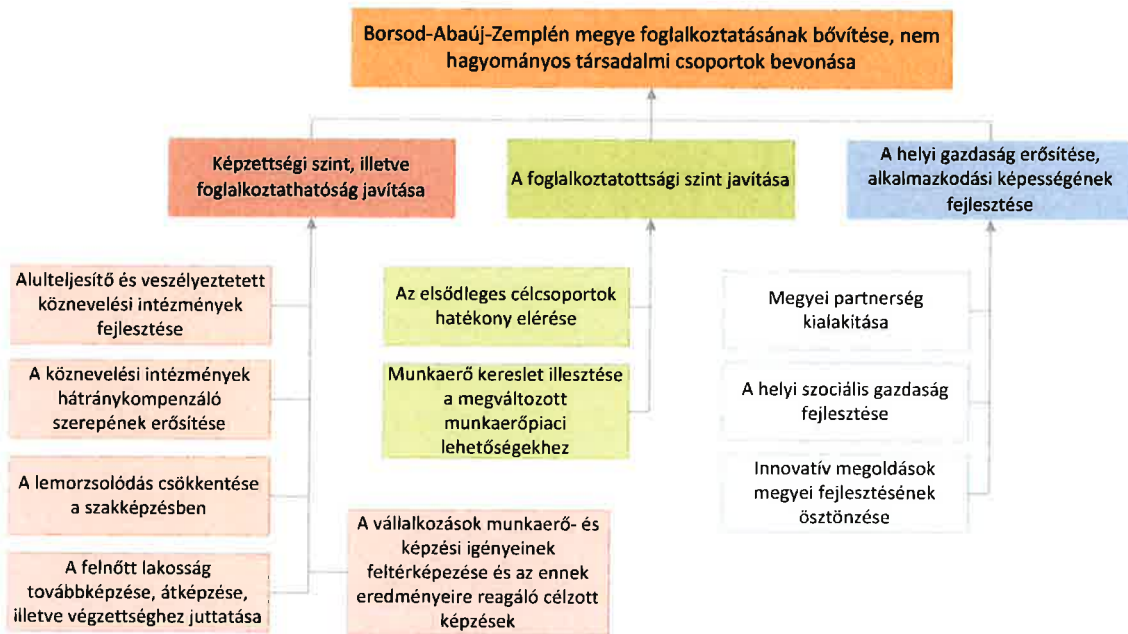 Borsod-Abaúj-Zemplén megye foglalkoztatásának bővítése, nem
hagyományos társadalmi csoportok bevonása
Képzettségi szint, illetve
foglalkoztathatóság javítása
A foglalkoztatottsági szint javítása
A helyi gazdaság erősítése,
alkalmazkodási képességének
fejlesztése
Alulteljesítő és veszélyeztetett
köznevelési intézmények
fejlesztése
A köznevelési intézmények
hátránykompenzáló
szerepének erősítése
A lemorzsolódás csökkentése
a szakképzésben
A felnőtt lakosság
továbbképzése, átképzése,
illetve végzettséghez juttatása
A vállalkozások munkaerő- és
képzési igényeinek
feltérképezése és az ennek
eredményeire reagáló célzott
képzések
Az elsődleges célcsoportok
hatékony elérése
Munkaerő kereslet illesztése
a megváltozott
munkaerőpiaci
lehetőségekhez
Megyei partnerség
kialakitása
A helyi szociális gazdaság
fejlesztése
Innovatív megoldások
megyei fejlesztésének
ösztönzése